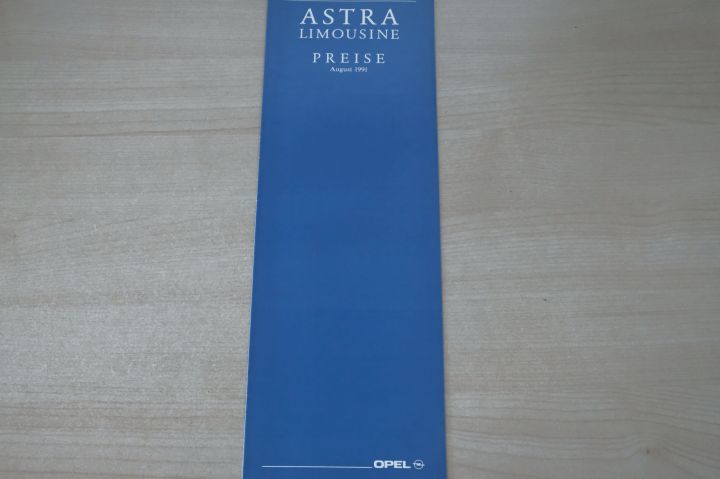 ASTRA
LIMOUSINE
PREISE
August 1991
OPEL